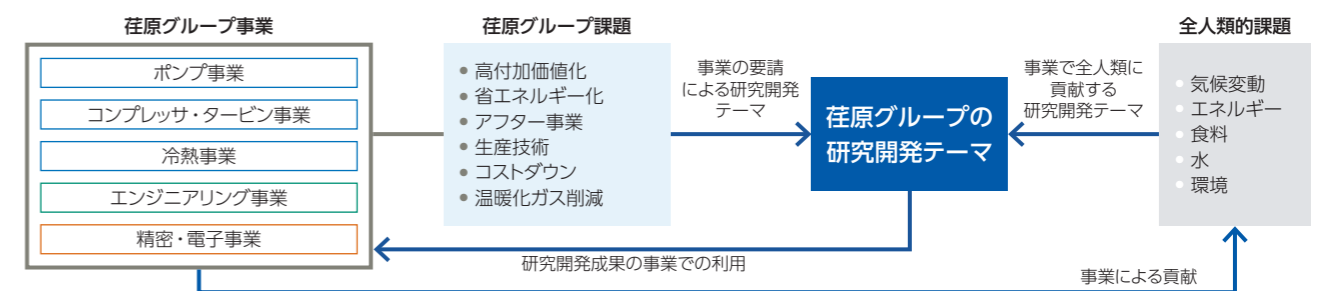 荏原グループ事業
ポンプ事業
コンプレッサ・タービン事業
冷熱事業
エンジニアリング事業
精密・電子事業
荏原グループ課題
● 高付加価値化
● 省エネルギー化
● アフター事業
● 生産技術
● コストダウン
● 温暖化ガス削減
事業の要請
による研究開発
テーマ
荏原グループの
研究開発テーマ
事業で全人類に
貢献する
研究開発テーマ
全人類的課題
● 気候変動
● エネルギー
● 食料
● 水
● 環境
研究開発成果の事業での利用
事業による貢献